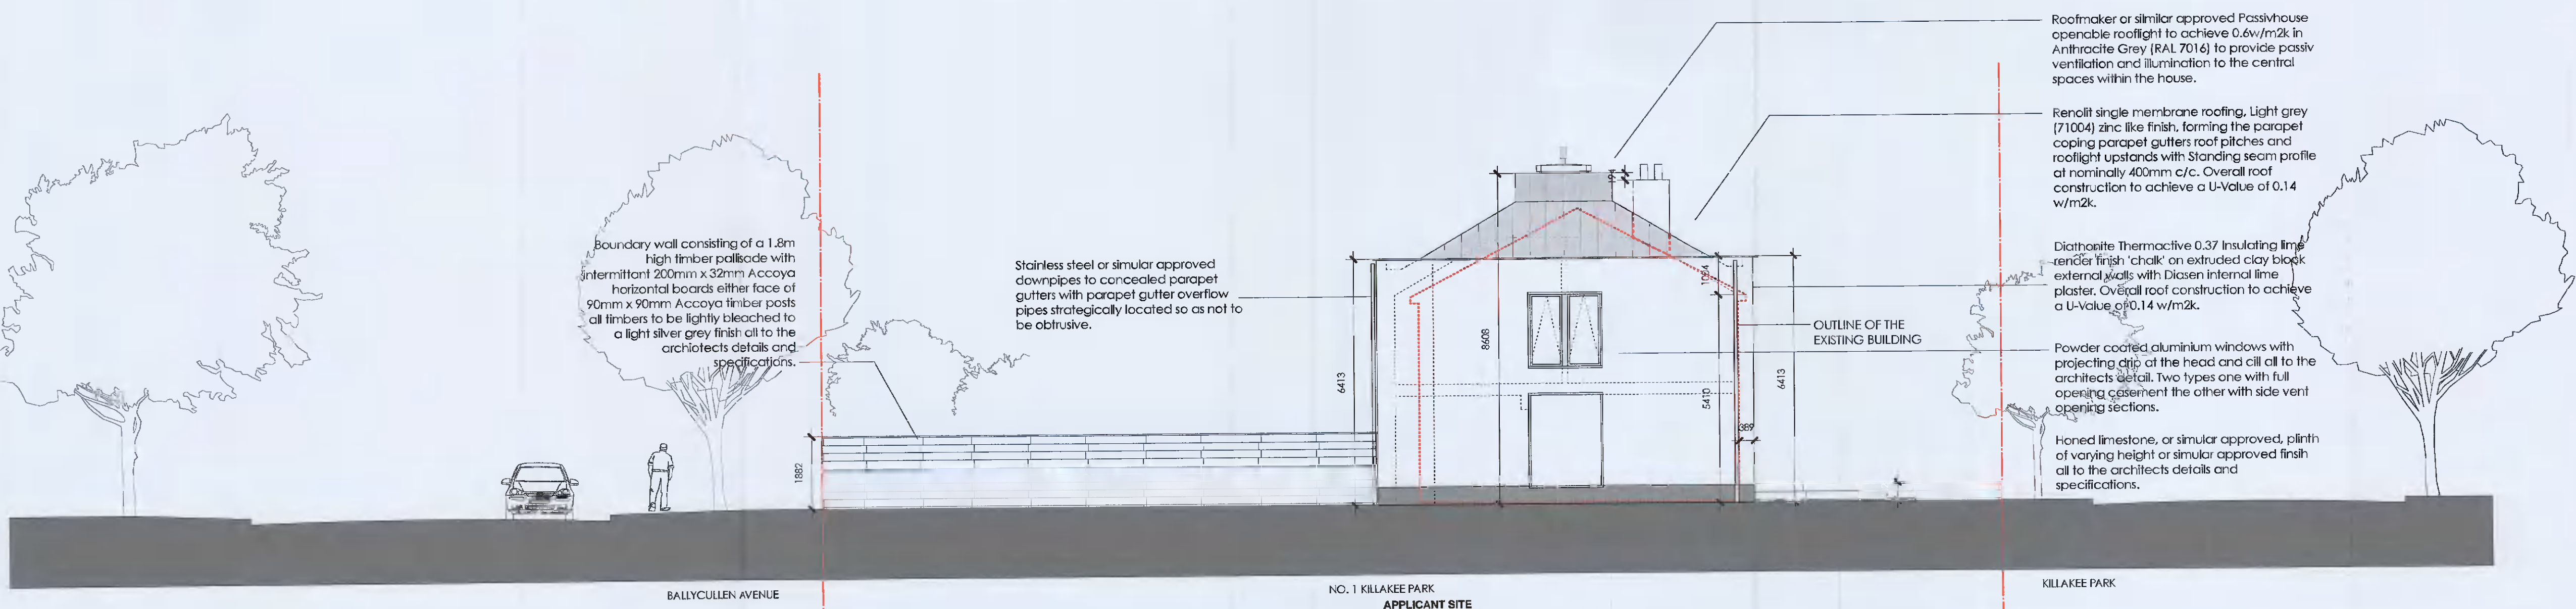 Roofmaker or silmilar approved Passivhouse
openable rooflight to achieve 0.6w/m2k in
Anthracite Grey (RAL 7016) to provide passiv
ventilation and illumination to the central
spaces within the house.
Renolit single membrane roofing, Light grey
(71004) zinc like finish, forming the parapet
coping parapet gutters roof pitches and
rooflight upstands with Standing seam profile
at nominally 400mm c/c. Overall roof
construction to achieve a U-Value of 0.14
w/m2k.
Boundary wall consisting of a 1.8m
high timber pallisade with
intermittant 200mm x 32mm Accoya
horizontal boards either face of
90mm x 90mm Accoya timber posts
all timbers to be lightly bleached to
a light silver grey finish all to the
archiotects details and
specifications.
Stainless steel or simular approved
downpipes to concealed parapet
gutters with parapet gutter overflow
pipes strategically located so as not to
be obtrusive.
Diathonite Thermactive 0.37 Insulating lime
render finish 'chalk' on extruded clay block
external walls with Diasen internal lime
plaster. Overall roof construction to achieve
a U-Value of 0.14 w/m2k.
OUTLINE OF THE
EXISTING BUILDING
Powder coated aluminium windows with
projecting drip at the head and cill all to the
architects detail. Two types one with full
opening casement the other with side vent
opening sections.
Honed limestone, or simular approved, plinth
of varying height or simular approved finsih
all to the architects details and
specifications.
194
8608
6413
5410
6413
389
1882
BALLYCULLEN AVENUE
NO. 1 KILLAKEE PARK
APPLICANT SITE
KILLAKEE PARK